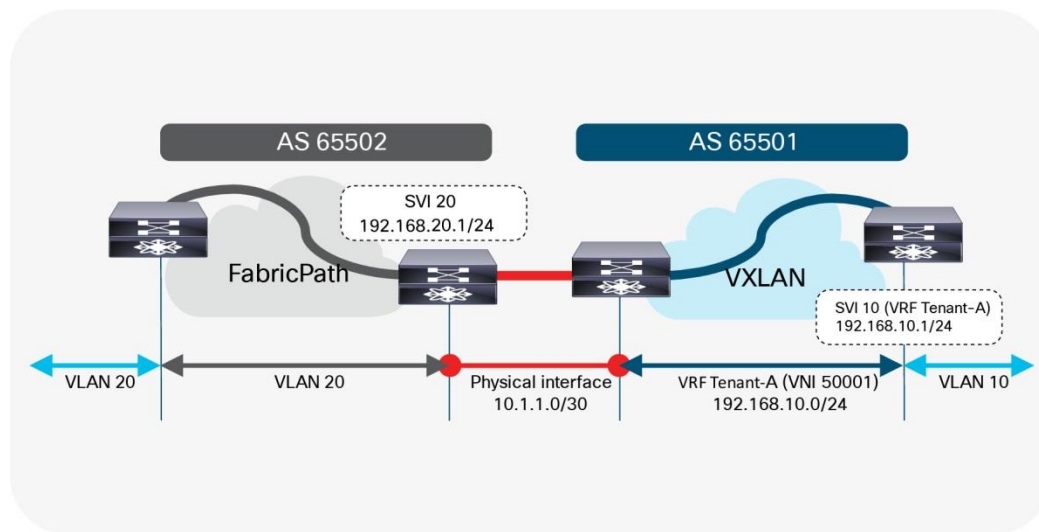 AS 65502
AS 65501
SVI 20
192.168.20.1/24
FabricPath
VXLAN
SVI 10 (VRF Tenant-A)
192.168.10.1/24
VLAN 20
VLAN 20
Physical interface
10.1.1.0/30
VRF Tenant-A (VNI 50001)
192.168.10.0/24
VLAN 10